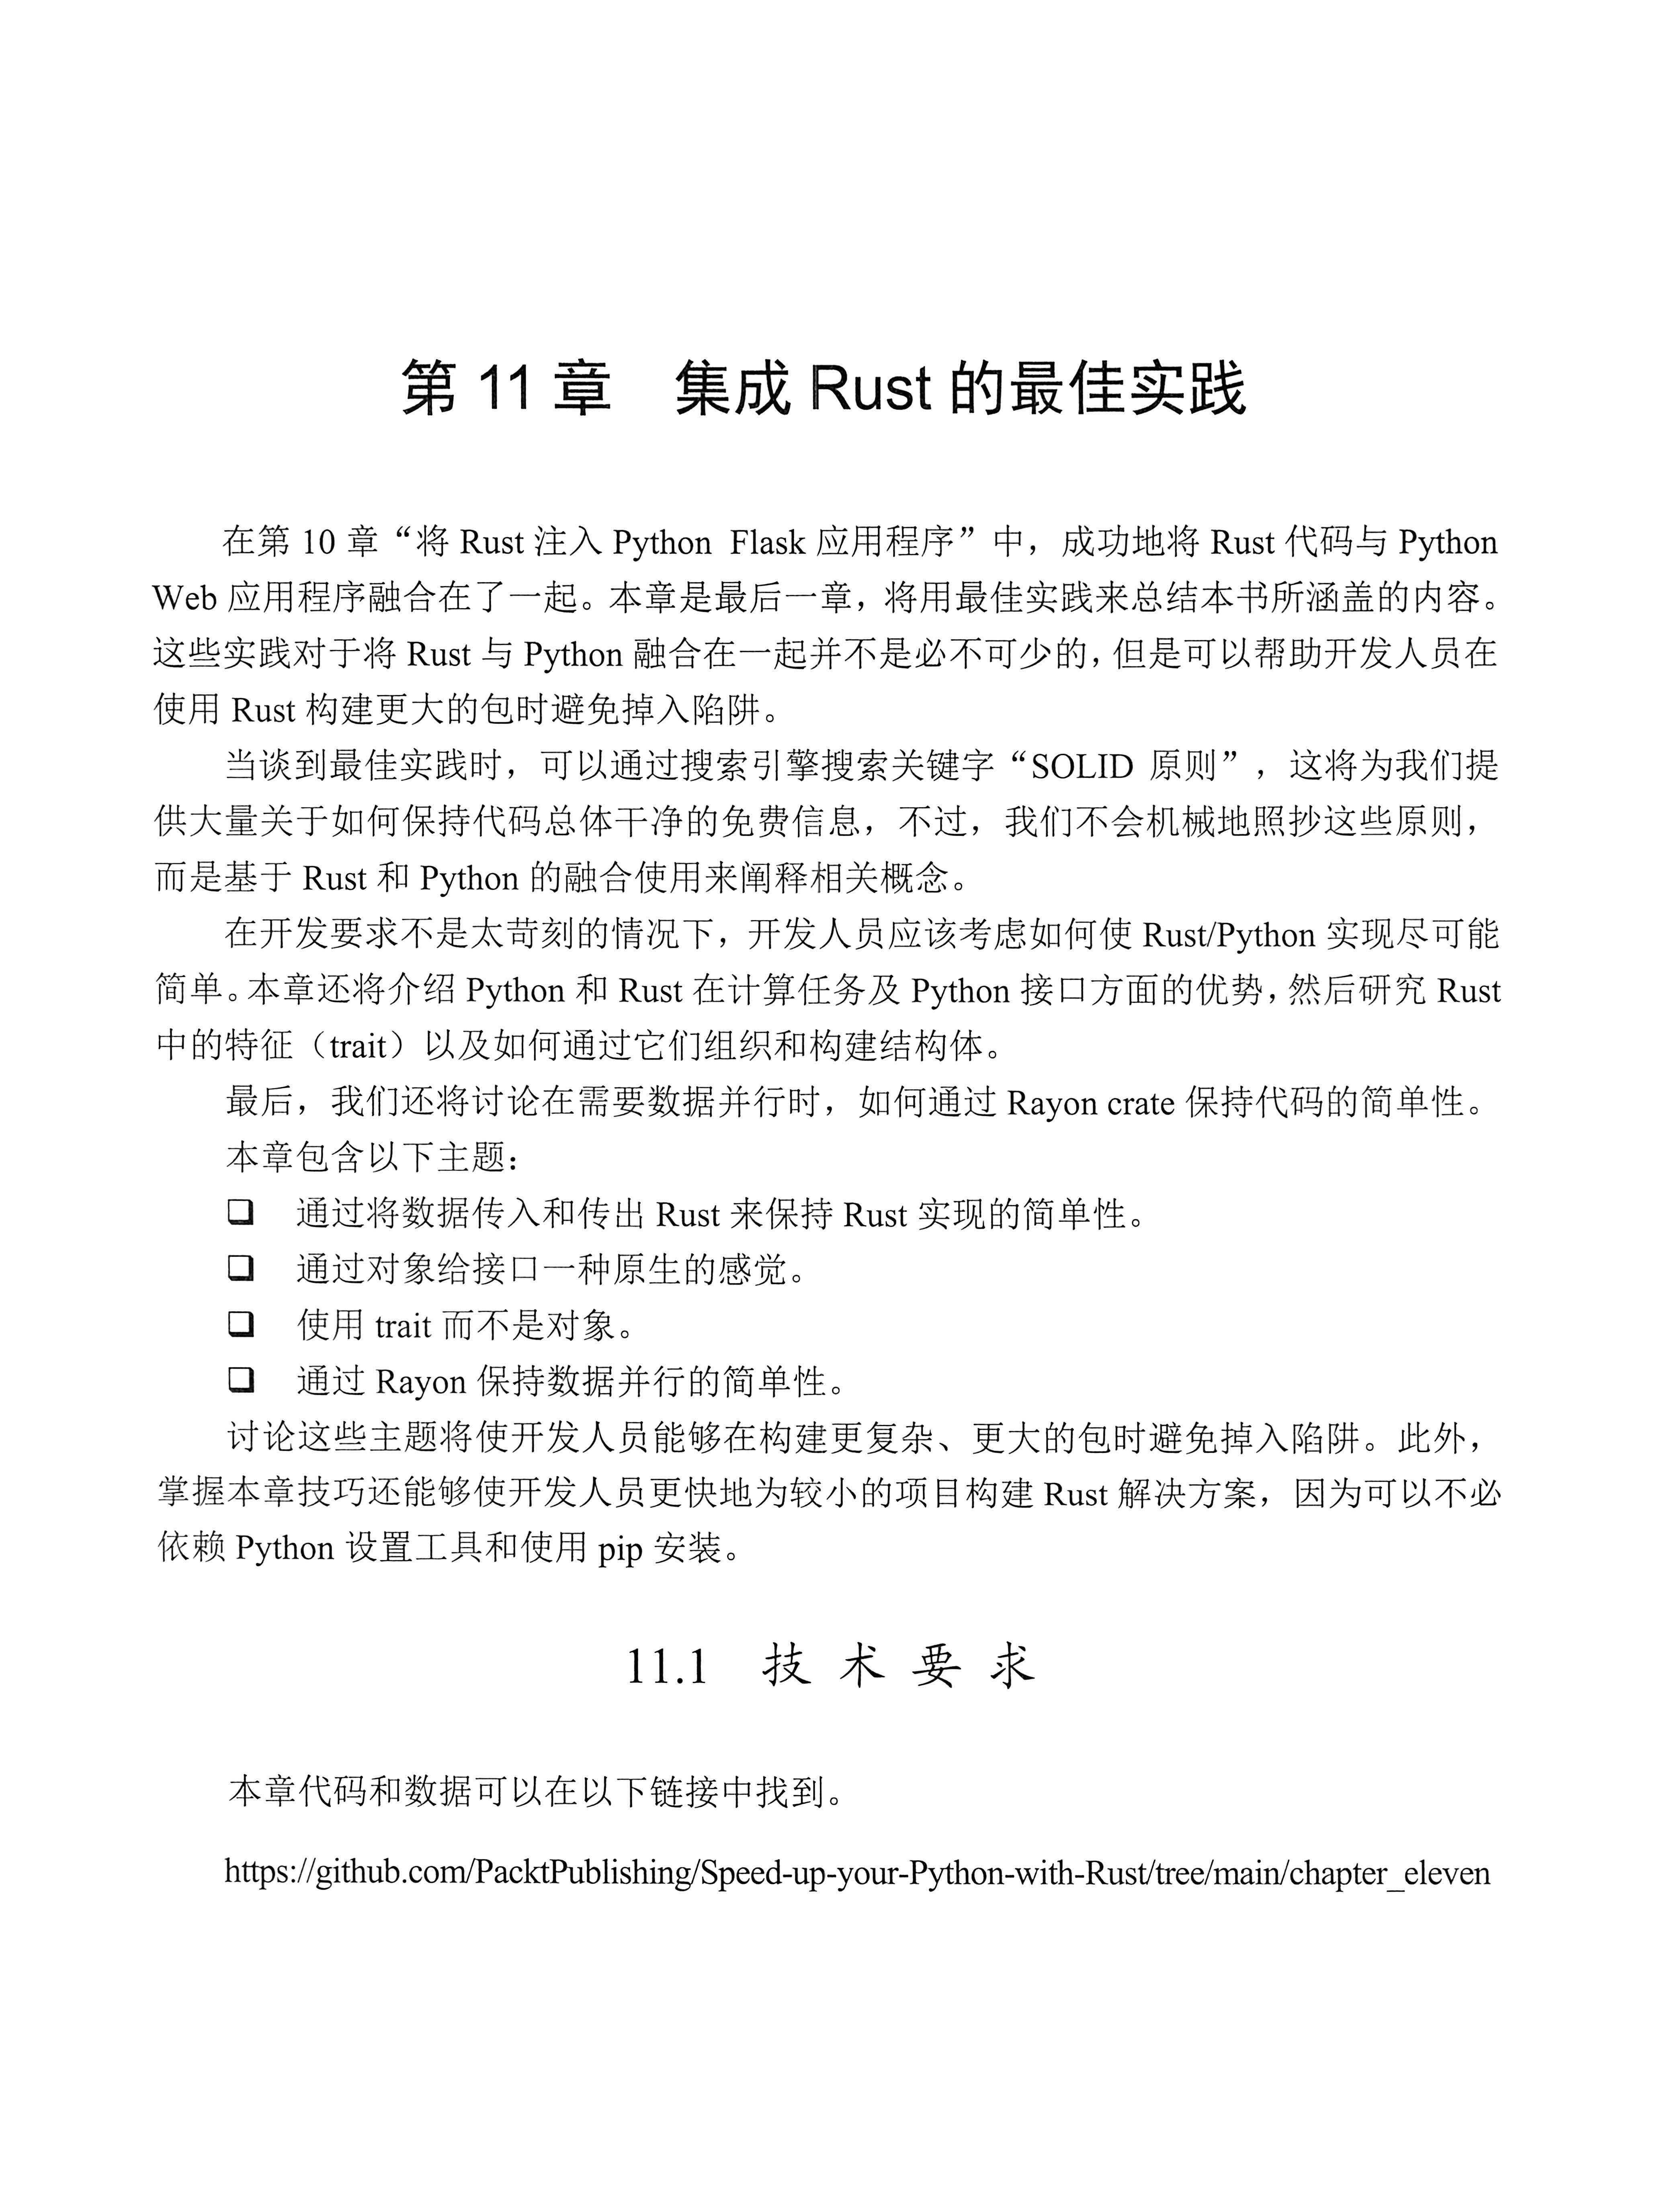 第 11 章　集成 Rust 的最佳实践
在第 10 章“将 Rust 注入 Python Flask 应用程序”中，成功地将 Rust 代码与 Python
Web 应用程序融合在了一起。本章是最后一章，将用最佳实践来总结本书所涵盖的内容。
这些实践对于将 Rust 与 Python 融合在一起并不是必不可少的，但是可以帮助开发人员在
使用 Rust 构建更大的包时避免掉入陷阱。
当谈到最佳实践时，可以通过搜索引擎搜索关键字“SOLID 原则”，这将为我们提
供大量关于如何保持代码总体干净的免费信息，不过，我们不会机械地照抄这些原则，
而是基于 Rust 和 Python 的融合使用来阐释相关概念。
在开发要求不是太苛刻的情况下，开发人员应该考虑如何使 Rust/Python 实现尽可能
简单。本章还将介绍 Python 和 Rust 在计算任务及 Python 接口方面的优势，然后研究 Rust
中的特征（trait）以及如何通过它们组织和构建结构体。
最后，我们还将讨论在需要数据并行时，如何通过 Rayon crate 保持代码的简单性。
本章包含以下主题：
❑ 通过将数据传入和传出 Rust 来保持 Rust 实现的简单性。
❑ 通过对象给接口一种原生的感觉。
❑ 使用 trait 而不是对象。
❑ 通过 Rayon 保持数据并行的简单性。
讨论这些主题将使开发人员能够在构建更复杂、更大的包时避免掉入陷阱。此外，
掌握本章技巧还能够使开发人员更快地为较小的项目构建 Rust 解决方案，因为可以不必
依赖 Python 设置工具和使用 pip 安装。
11.1　技 术 要 求
本章代码和数据可以在以下链接中找到。
https://github.com/PacktPublishing/Speed-up-your-Python-with-Rust/tree/main/chapter_eleven